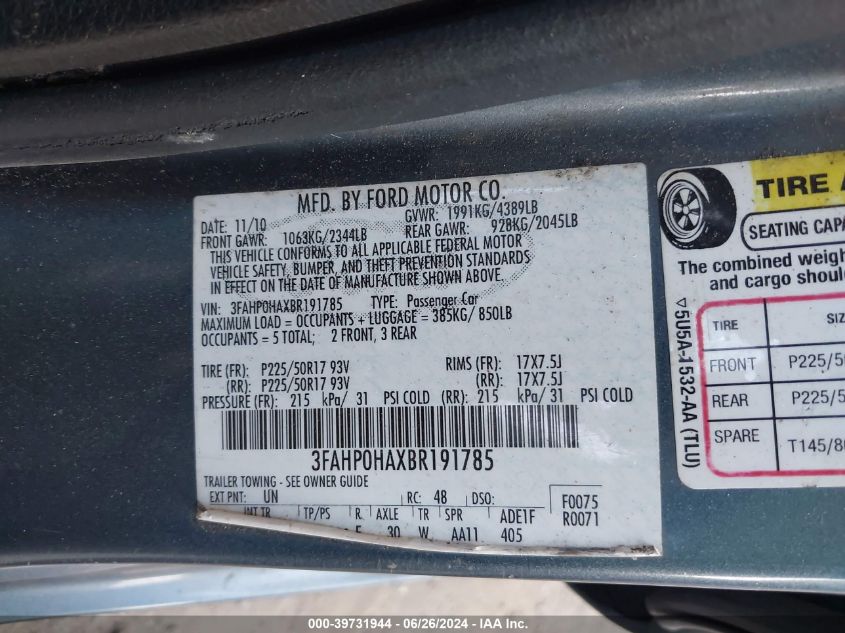 MFD. BY FORD MOTOR CO.
DATE: 11/10 GVWR: 1991KG/4389LB
FRONT GAWR: 1063KG/2344LB REAR GAWR: 928KG/2045LB
THIS VEHICLE CONFORMS TO ALL APPLICABLE FEDERAL MOTOR
VEHICLE SAFETY, BUMPER, AND THEFT PREVENTION STANDARDS
IN EFFECT ON THE DATE OF MANUFACTURE SHOWN ABOVE.
VIN: 3FAHP0HAXBR191785 TYPE: Passenger Car
MAXIMUM LOAD = OCCUPANTS + LUGGAGE = 385KG/ 850LB
OCCUPANTS = 5 TOTAL; 2 FRONT, 3 REAR
TIRE (FR): P225/50R17 93V RIMS (FR): 17X7.5J
(RR): P225/50R17 93V (RR): 17X7.5J
PRESSURE (FR): 215 kPa/ 31 PSI COLD (RR): 215 kPa/ 31 PSI COLD
3FAHP0HAXBR191785
TRAILER TOWING - SEE OWNER GUIDE
EXT PNT: UN RC: 48 DSO: F0075
INT TR TP/PS R AXLE TR SPR ADE1F R0071
30 W AA11 405
TIRE A
SEATING CAPA
The combined weigh
and cargo shoul
TIRE SIZ
FRONT P225/50
REAR P225/5
SPARE T145/80
▽5U5A-1532-AA (TLU)
000-39731944 | 06/26/2024 | IAA Inc.